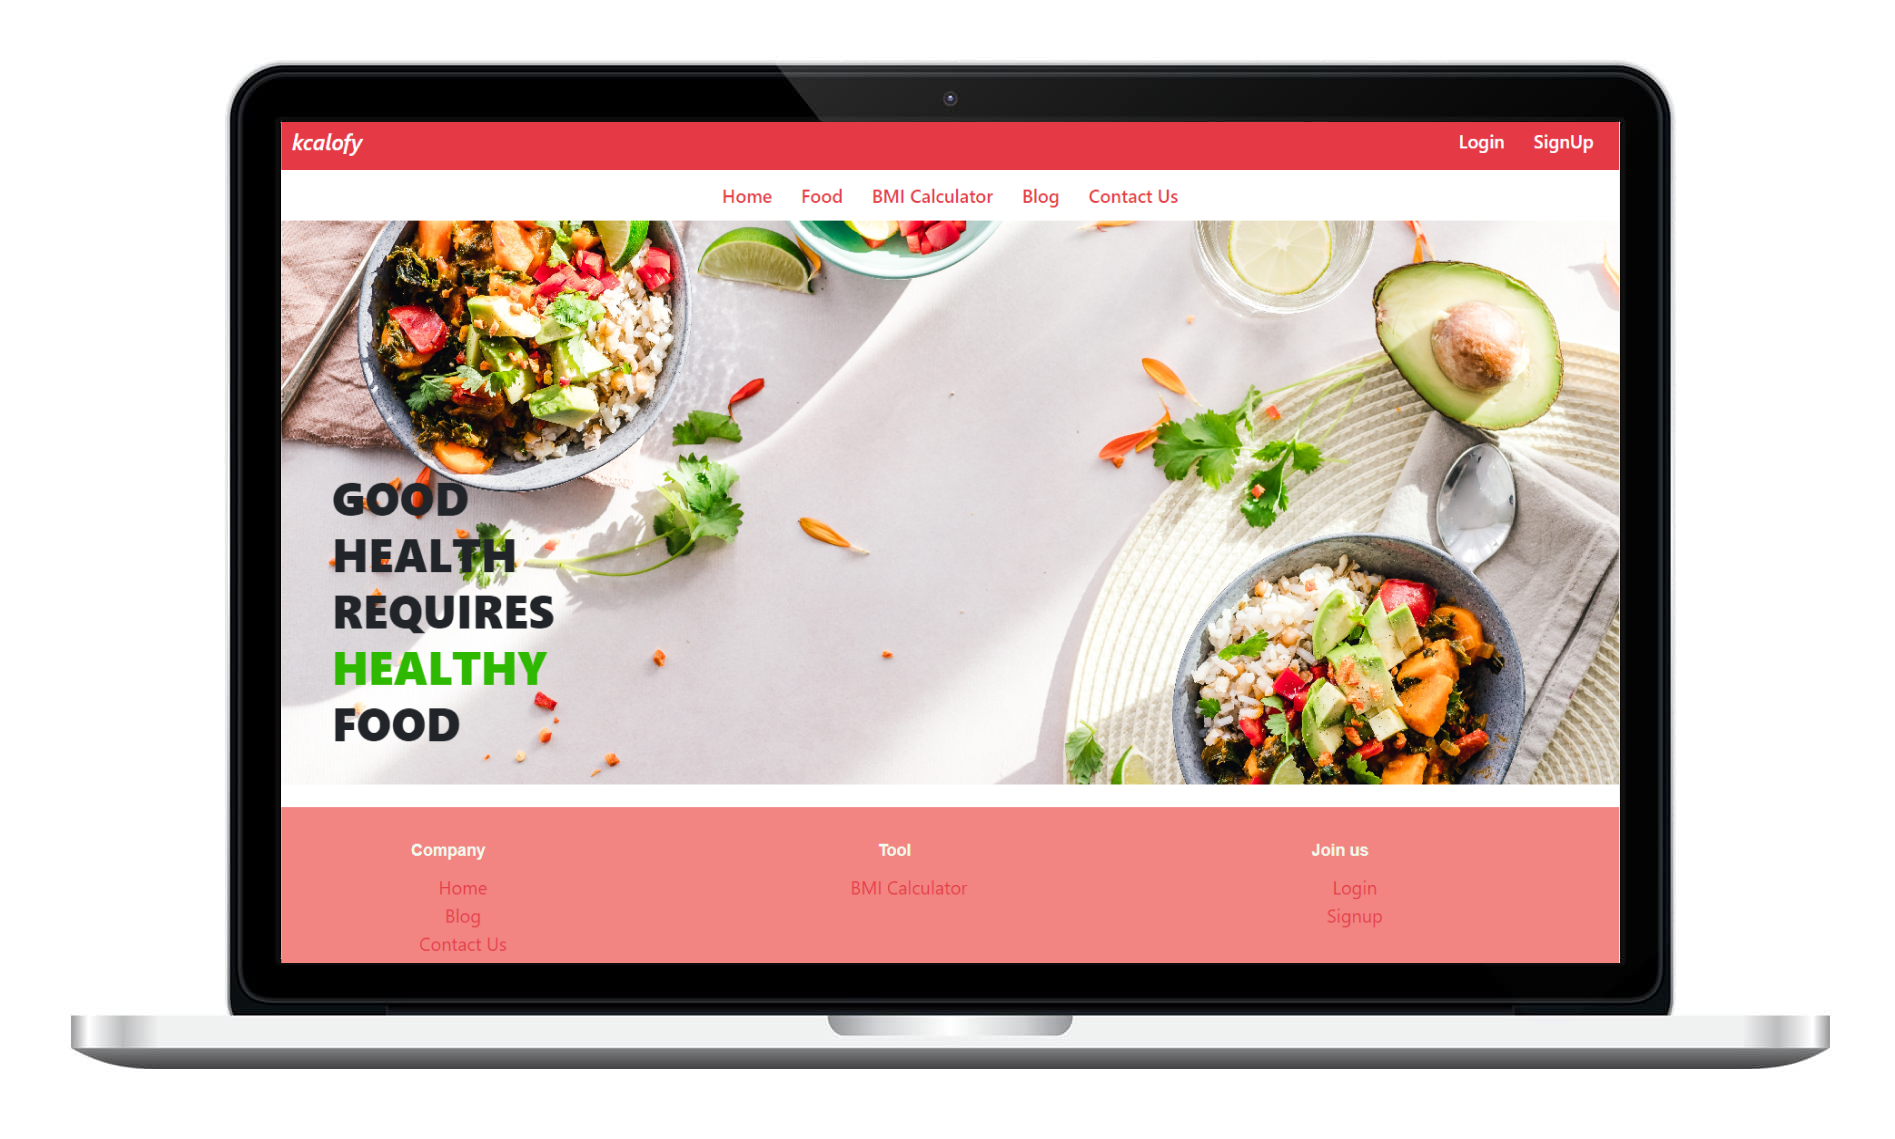 kcalofy
Login SignUp
Home Food BMI Calculator Blog Contact Us
GOOD
HEALTH
REQUIRES
HEALTHY
FOOD
Company Tool Join us
Home BMI Calculator Login
Blog Signup
Contact Us